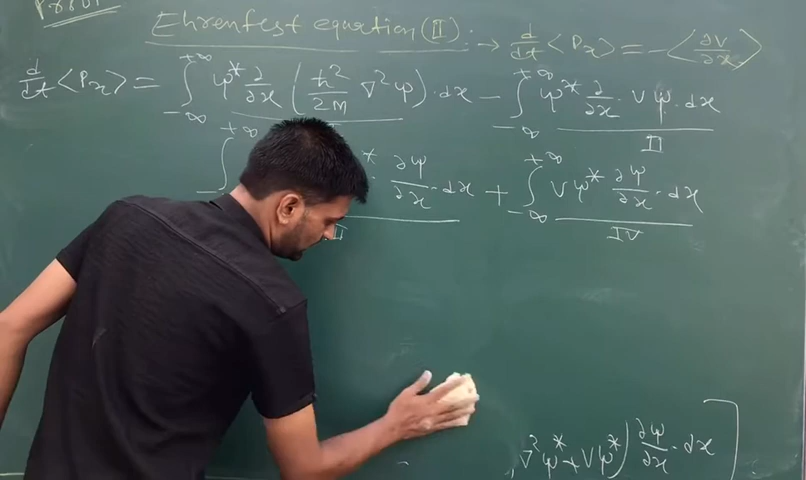 Proof
Ehrenfest equation (II) : → d/dt <Px> = -<∂V/∂x>
d/dt <Px> = ∫_{-∞}^{+∞} ψ* ∂/∂x (ħ²/2m ∇²ψ) · dx - ∫_{-∞}^{+∞} ψ* ∂/∂x · Vψ · dx
II
∫^{+∞} * · ∂ψ/∂x · dx + ∫_{-∞}^{+∞} Vψ* ∂ψ/∂x · dx
IV
∇²ψ* + Vψ*) ∂ψ/∂x · dx ]